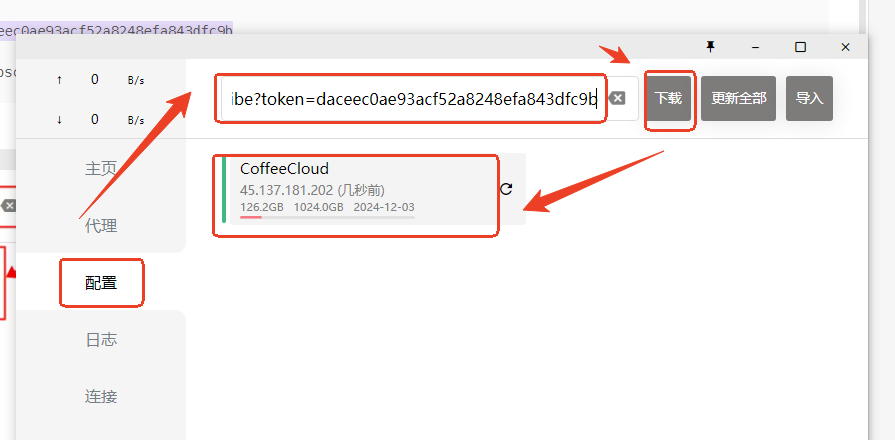 eec0ae93acf52a8248efa843dfc9b
↑ 0 B/s
↓ 0 B/s
ibe?token=daceec0ae93acf52a8248efa843dfc9b
下载
更新全部
导入
主页
代理
配置
日志
连接
CoffeeCloud
45.137.181.202 (几秒前)
126.2GB 1024.0GB 2024-12-03